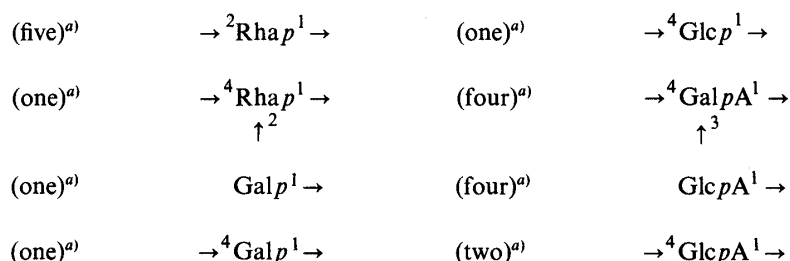 (five)ᵃ⁾ →²Rhap¹→ (one)ᵃ⁾ →⁴Glcp¹→
(one)ᵃ⁾ →⁴Rhap¹→ (four)ᵃ⁾ →⁴GalpA¹→
↑² ↑³
(one)ᵃ⁾ Galp¹→ (four)ᵃ⁾ GlcpA¹→
(one)ᵃ⁾ →⁴Galp¹→ (two)ᵃ⁾ →⁴GlcpA¹→